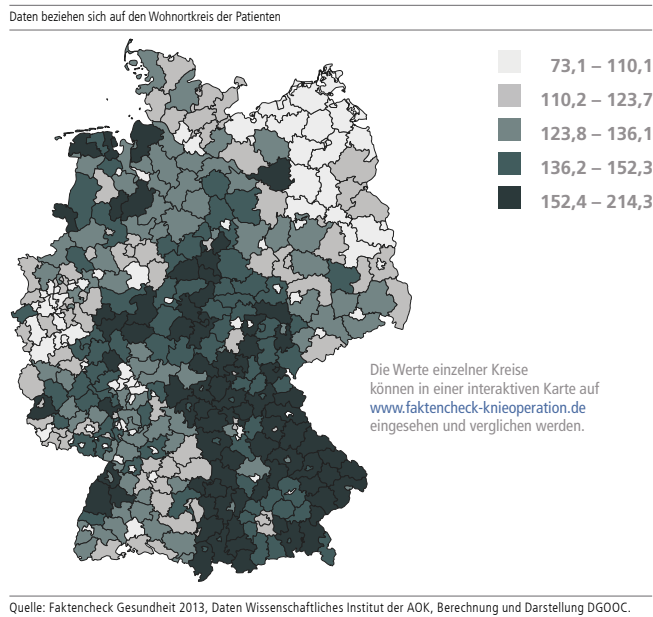 Daten beziehen sich auf den Wohnortkreis der Patienten
73,1 – 110,1
110,2 – 123,7
123,8 – 136,1
136,2 – 152,3
152,4 – 214,3
Die Werte einzelner Kreise
können in einer interaktiven Karte auf
www.faktencheck-knieoperation.de
eingesehen und verglichen werden.
Quelle: Faktencheck Gesundheit 2013, Daten Wissenschaftliches Institut der AOK, Berechnung und Darstellung DGOOC.